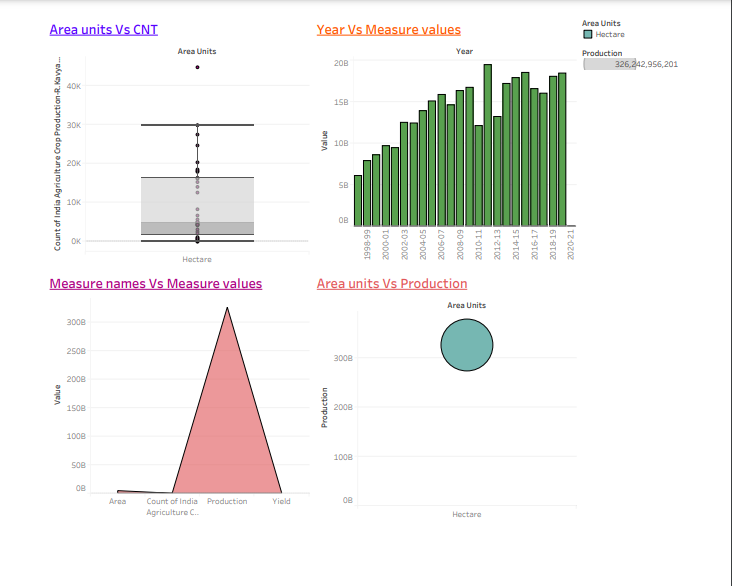 Area units Vs CNT
Area Units
Count of India Agriculture Crop Production-R.Kavya...
40K
30K
20K
10K
0K
Hectare
Year Vs Measure values
Year
Value
20B
15B
10B
5B
0B
1998-99
2000-01
2002-03
2004-05
2006-07
2008-09
2010-11
2012-13
2014-15
2016-17
2018-19
2020-21
Area Units
Hectare
Production
326,242,956,201
Measure names Vs Measure values
Value
300B
250B
200B
150B
100B
50B
0B
Area
Count of India
Agriculture C..
Production
Yield
Area units Vs Production
Area Units
Production
300B
200B
100B
0B
Hectare